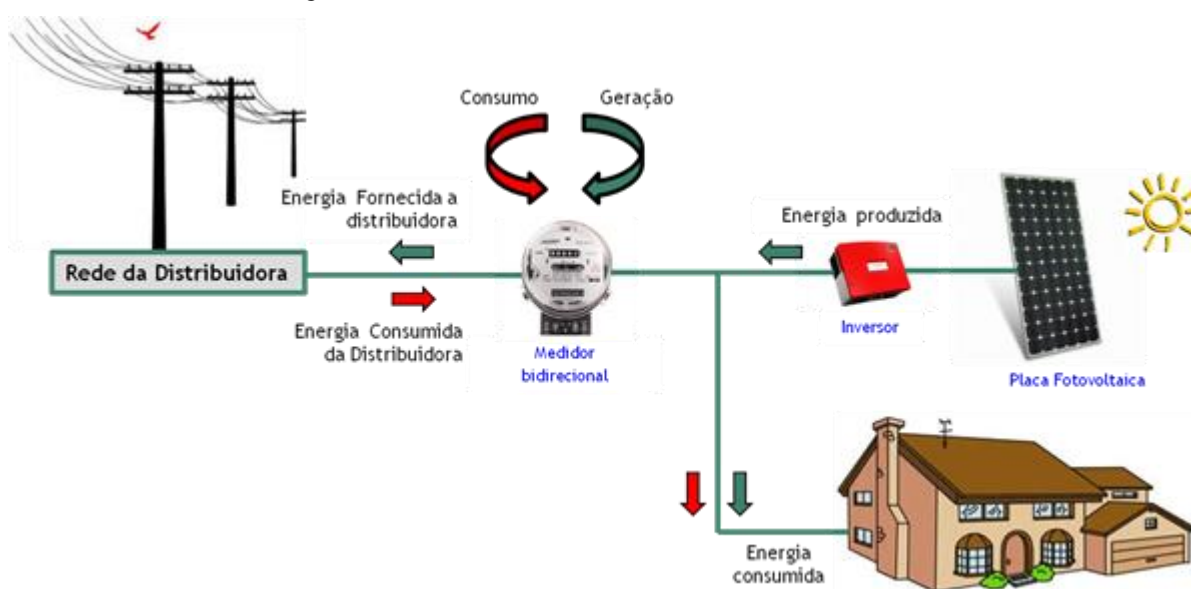 Consumo
Geração
Energia Fornecida a
distribuidora
Energia produzida
Rede da Distribuidora
Energia Consumida
da Distribuidora
Medidor
bidirecional
Inversor
Placa Fotovoltaica
Energia
consumida